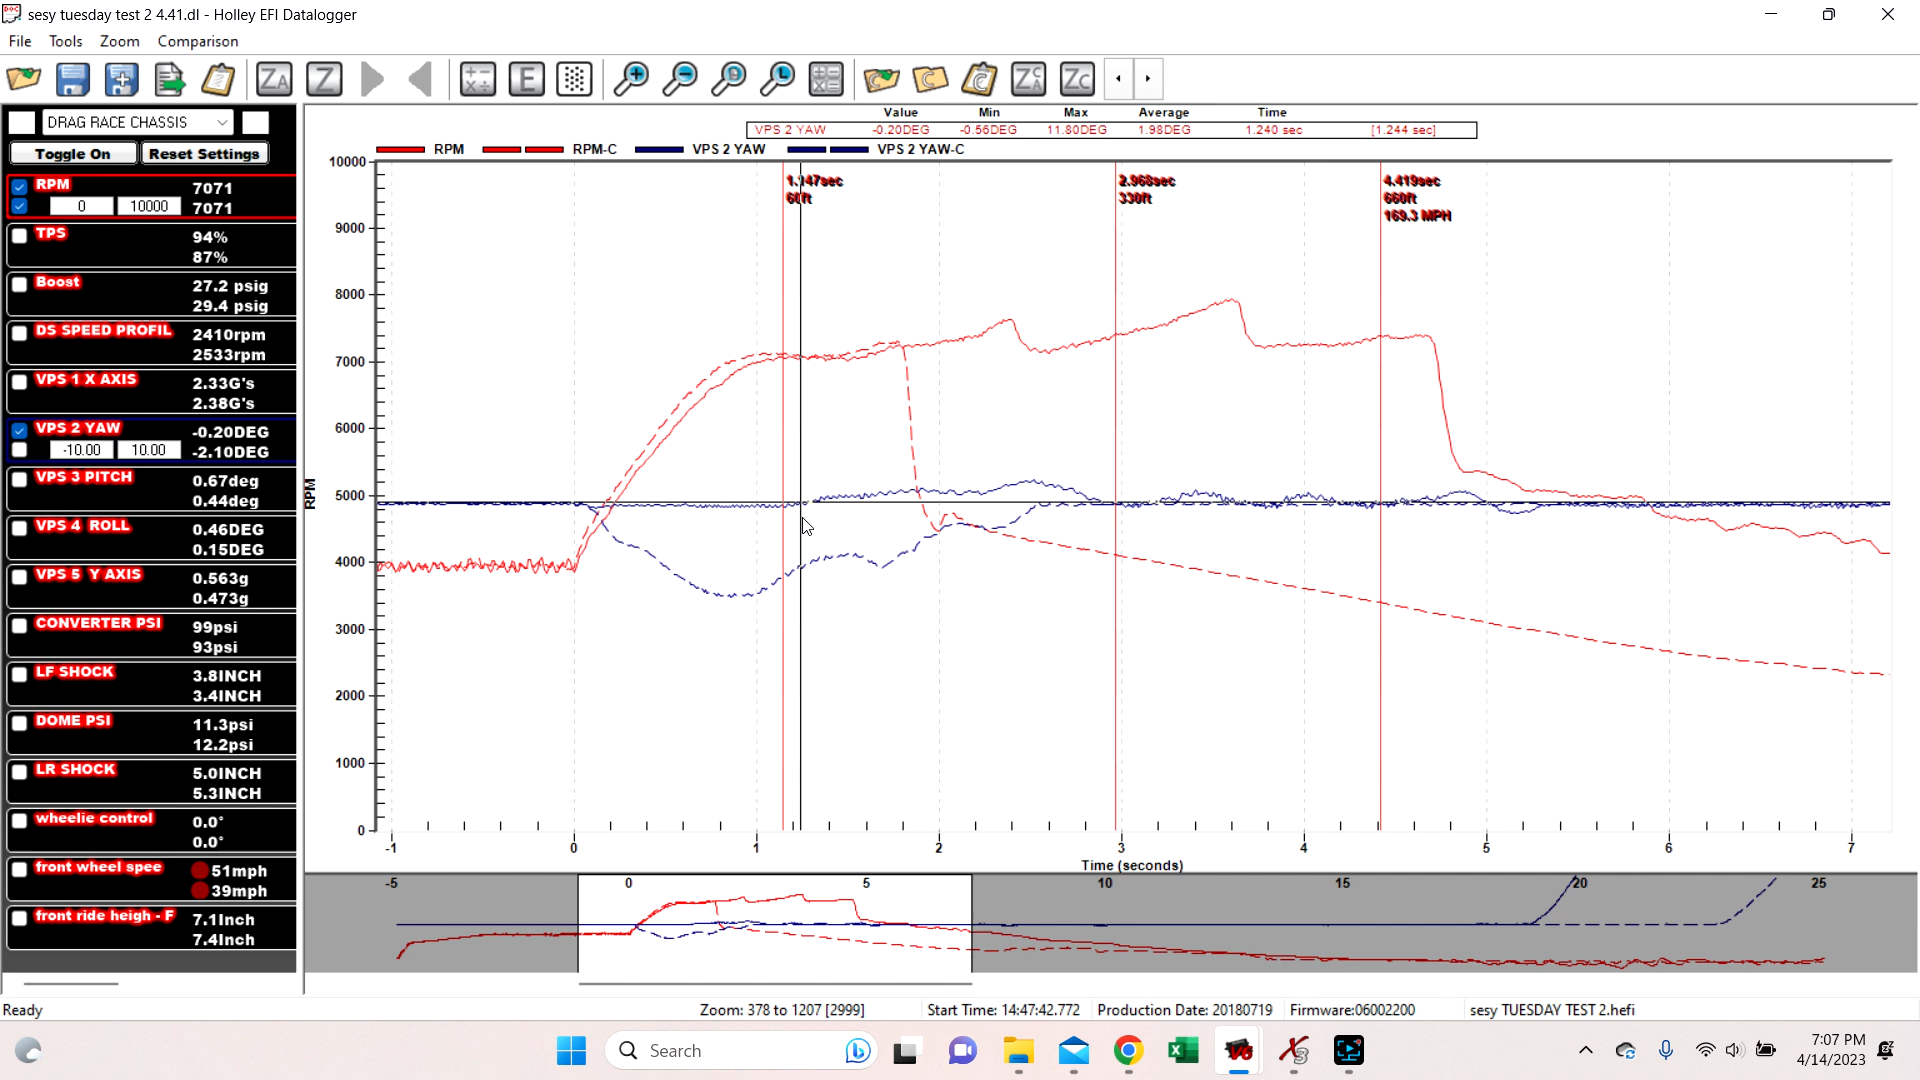 sesy tuesday test 2 4.41.dl - Holley EFI Datalogger
File Tools Zoom Comparison
DRAG RACE CHASSIS
Toggle On Reset Settings
RPM 7071
0 10000 7071
TPS 94%
87%
Boost 27.2 psig
29.4 psig
DS SPEED PROFIL 2410rpm
2533rpm
VPS 1 X AXIS 2.33G's
2.38G's
VPS 2 YAW -0.20DEG
-10.00 10.00 -2.10DEG
VPS 3 PITCH 0.67deg
0.44deg
VPS 4 ROLL 0.46DEG
0.15DEG
VPS 5 Y AXIS 0.563g
0.473g
CONVERTER PSI 99psi
93psi
LF SHOCK 3.8INCH
3.4INCH
DOME PSI 11.3psi
12.2psi
LR SHOCK 5.0INCH
5.3INCH
wheelie control 0.0°
0.0°
front wheel spee 51mph
39mph
front ride heigh - F 7.1Inch
7.4Inch
Value Min Max Average Time
VPS 2 YAW -0.20DEG -0.56DEG 11.80DEG 1.98DEG 1.240 sec [1.244 sec]
RPM RPM-C VPS 2 YAW VPS 2 YAW-C
1.147sec
60ft
2.968sec
330ft
4.419sec
660ft
169.3 MPH
10000
9000
8000
7000
6000
5000
4000
3000
2000
1000
0
RPM
-1 0 1 2 3 4 5 6 7
Time (seconds)
-5 0 5 10 15 20 25
Ready Zoom: 378 to 1207 [2999] Start Time: 14:47:42.772 Production Date: 20180719 Firmware:06002200 sesy TUESDAY TEST 2.hefi
Search
7:07 PM
4/14/2023